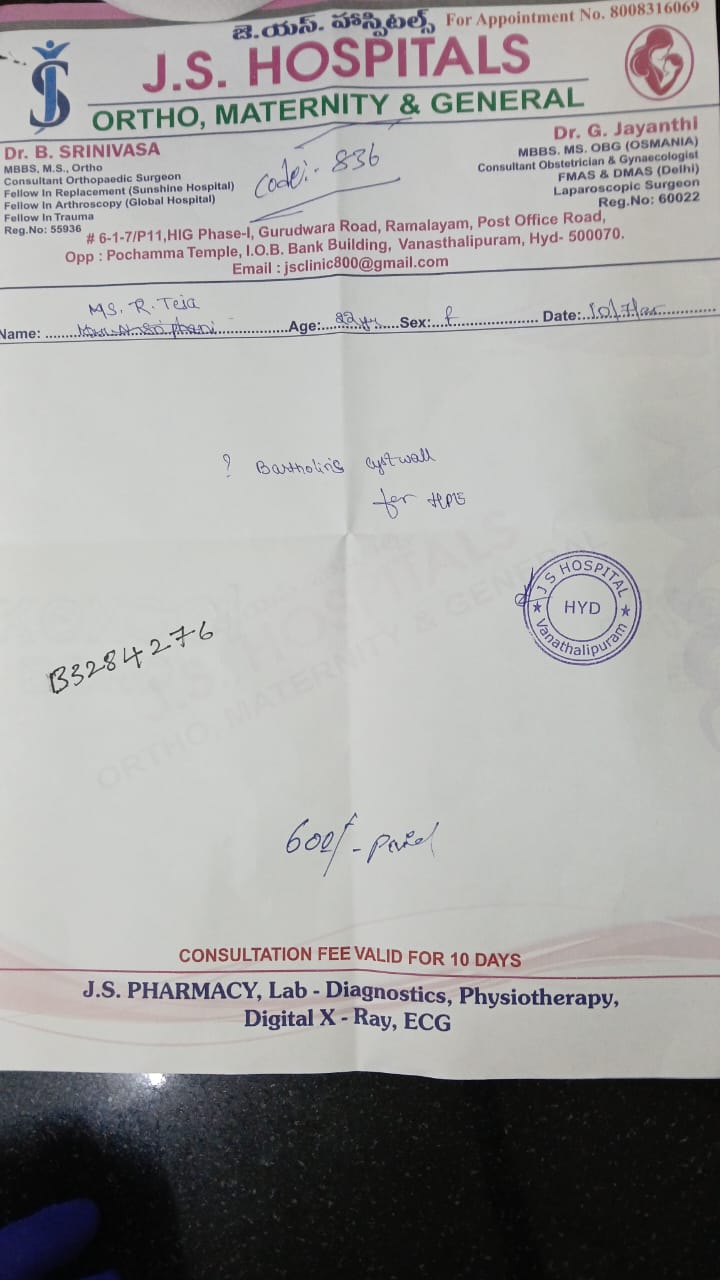 జె.యస్. హాస్పిటల్స్
For Appointment No. 8008316069
J.S. HOSPITALS
ORTHO, MATERNITY & GENERAL
Dr. B. SRINIVASA
MBBS, M.S., Ortho
Consultant Orthopaedic Surgeon
Fellow In Replacement (Sunshine Hospital)
Fellow In Arthroscopy (Global Hospital)
Fellow In Trauma
Reg.No: 55936
Code:- 836
Dr. G. Jayanthi
MBBS. MS. OBG (OSMANIA)
Consultant Obstetrician & Gynaecologist
FMAS & DMAS (Delhi)
Laparoscopic Surgeon
Reg.No: 60022
# 6-1-7/P11,HIG Phase-I, Gurudwara Road, Ramalayam, Post Office Road,
Opp : Pochamma Temple, I.O.B. Bank Building, Vanasthalipuram, Hyd- 500070.
Email : jsclinic800@gmail.com
MS. R. Teja
Name: Age: Sex: f Date:
? Bartholin's cyst wall
for HPE
J S HOSPITAL
HYD
Vanathalipuram
B3284276
600/- Paid
CONSULTATION FEE VALID FOR 10 DAYS
J.S. PHARMACY, Lab - Diagnostics, Physiotherapy,
Digital X - Ray, ECG